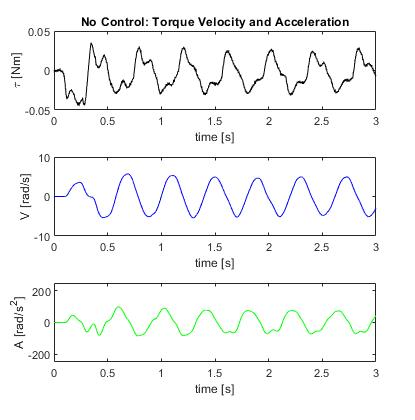 No Control: Torque Velocity and Acceleration
τ [Nm]
0.05
0
-0.05
0 0.5 1 1.5 2 2.5 3
time [s]
V [rad/s]
10
0
-10
0 0.5 1 1.5 2 2.5 3
time [s]
A [rad/s²]
200
0
-200
0 0.5 1 1.5 2 2.5 3
time [s]